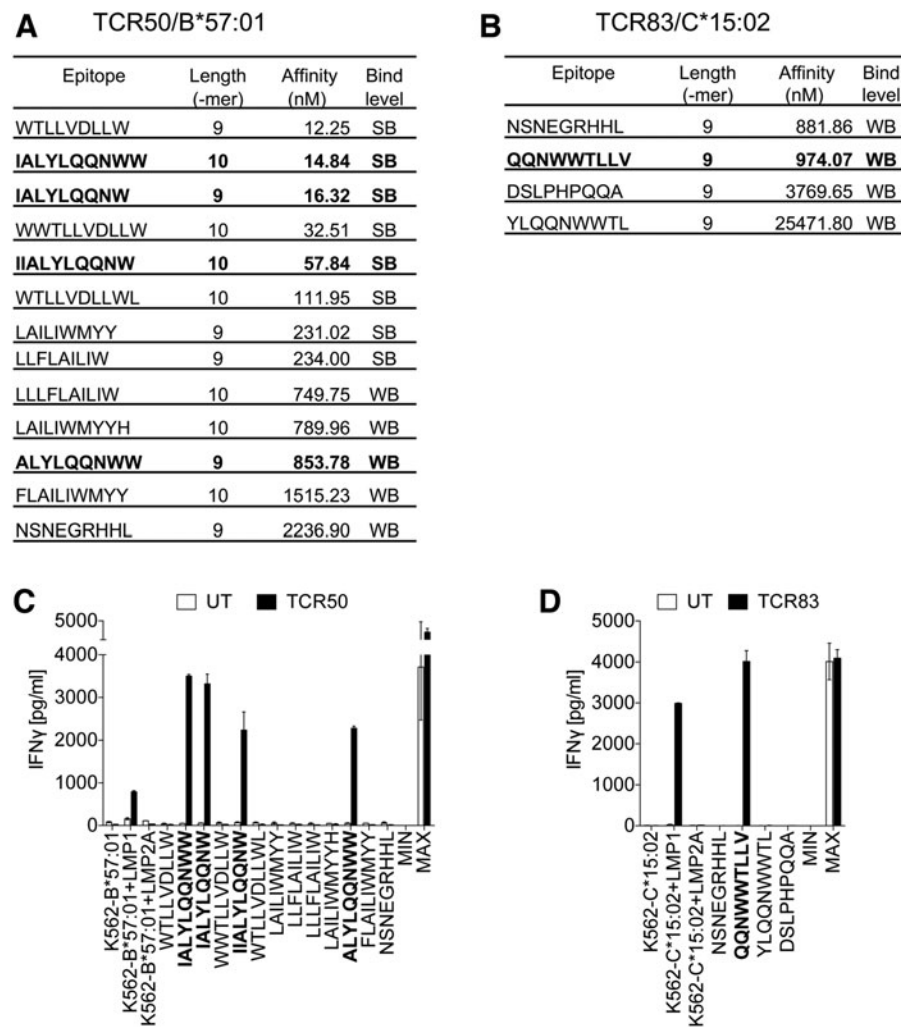 A TCR50/B*57:01
Epitope Length (-mer) Affinity (nM) Bind level
WTLLVDLLW 9 12.25 SB
IALYLQQNWW 10 14.84 SB
IALYLQQNW 9 16.32 SB
WWTLLVDLLW 10 32.51 SB
IIALYLQQNW 10 57.84 SB
WTLLVDLLWL 10 111.95 SB
LAILIWMYY 9 231.02 SB
LLFLAILIW 9 234.00 SB
LLLFLAILIW 10 749.75 WB
LAILIWMYYH 10 789.96 WB
ALYLQQNWW 9 853.78 WB
FLAILIWMYY 10 1515.23 WB
NSNEGRHHL 9 2236.90 WB
B TCR83/C*15:02
Epitope Length (-mer) Affinity (nM) Bind level
NSNEGRHHL 9 881.86 WB
QQNWWTLLV 9 974.07 WB
DSLPHPQQA 9 3769.65 WB
YLQQNWWTL 9 25471.80 WB
C
UT TCR50
IFNγ [pg/ml]
5000
4000
3000
2000
1000
0
K562-B*57:01
K562-B*57:01+LMP1
K562-B*57:01+LMP2A
WTLLVDLLW
IALYLQQNWW
IALYLQQNW
WWTLLVDLLW
IIALYLQQNW
WTLLVDLLWL
LAILIWMYY
LLFLAILIW
LLFLAILIW
LAILIWMYYH
ALYLQQNWW
FLAILIWMYY
NSNEGRHHL
MIN
MAX
D
UT TCR83
IFNγ [pg/ml]
5000
4000
3000
2000
1000
0
K562-C*15:02
K562-C*15:02+LMP1
K562-C*15:02+LMP2A
NSNEGRHHL
QQNWWTLLV
YLQQNWWTL
DSLPHPQQA
MIN
MAX